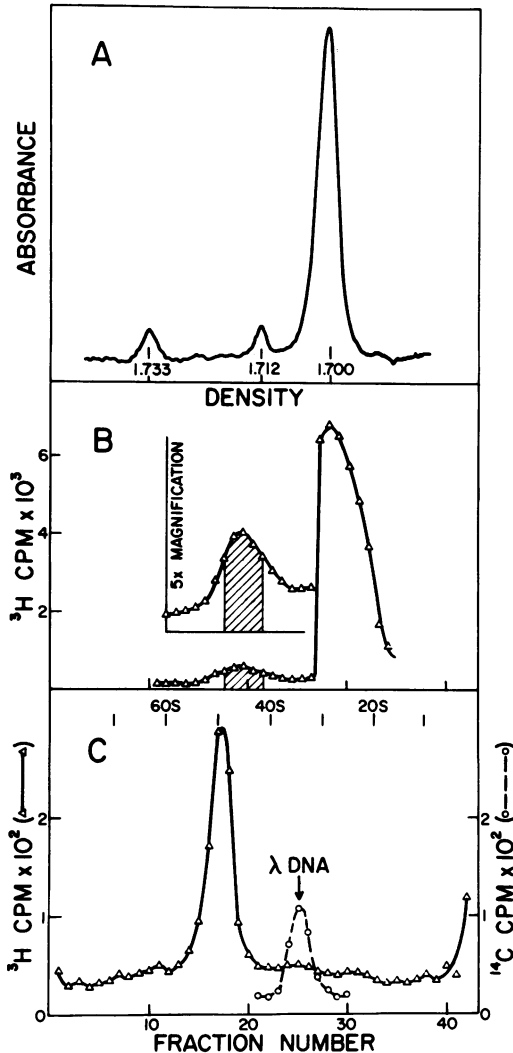 A
ABSORBANCE
1.733 1.712 1.700
DENSITY
B
³H CPM x 10³
6
4
2
5x MAGNIFICATION
60S 40S 20S
C
³H CPM x 10² (△——△)
2
1
0
λ DNA
¹⁴C CPM x 10² (○---○)
2
1
0
10 20 30 40
FRACTION NUMBER